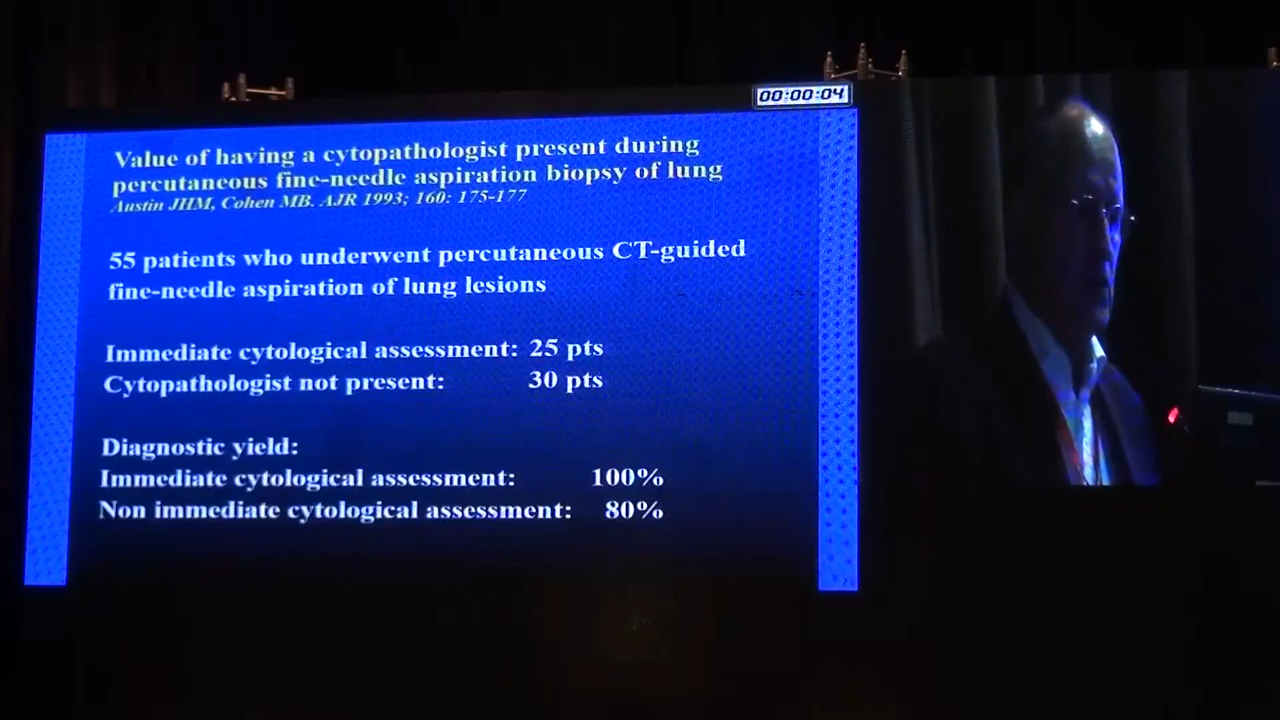 00:00:04
Value of having a cytopathologist present during
percutaneous fine-needle aspiration biopsy of lung
Austin JHM, Cohen MB. AJR 1993; 160: 175-177
55 patients who underwent percutaneous CT-guided
fine-needle aspiration of lung lesions
Immediate cytological assessment: 25 pts
Cytopathologist not present: 30 pts
Diagnostic yield:
Immediate cytological assessment: 100%
Non immediate cytological assessment: 80%